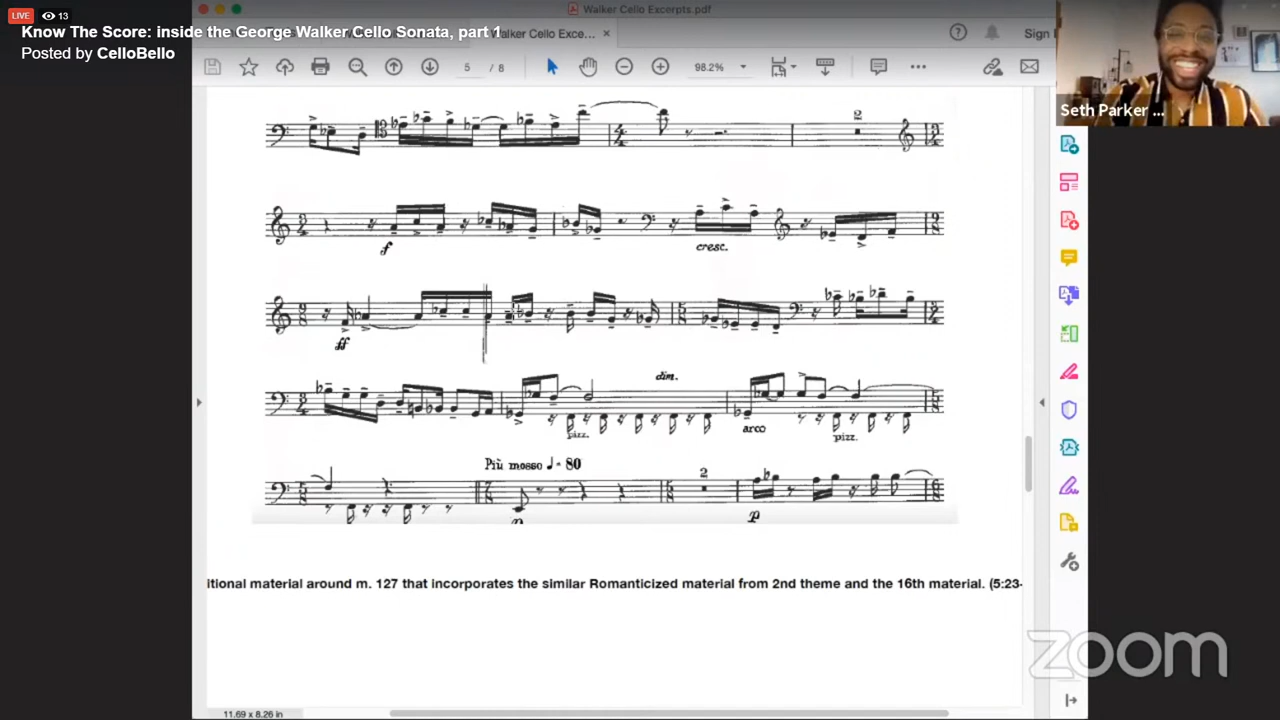 LIVE 13
Know The Score: inside the George Walker Cello Sonata, part 1
Posted by CelloBello
Walker Cello Excerpts.pdf
Walker Cello Exce... ×
Sign I
5 / 8
98.2%
Seth Parker ...
2
f
cresc.
ff
dim.
pizz.
arco
pizz.
Più mosso ♩= 80
2
p
p
itional material around m. 127 that incorporates the similar Romanticized material from 2nd theme and the 16th material. (5:23-
zoom
11.69 x 8.26 in